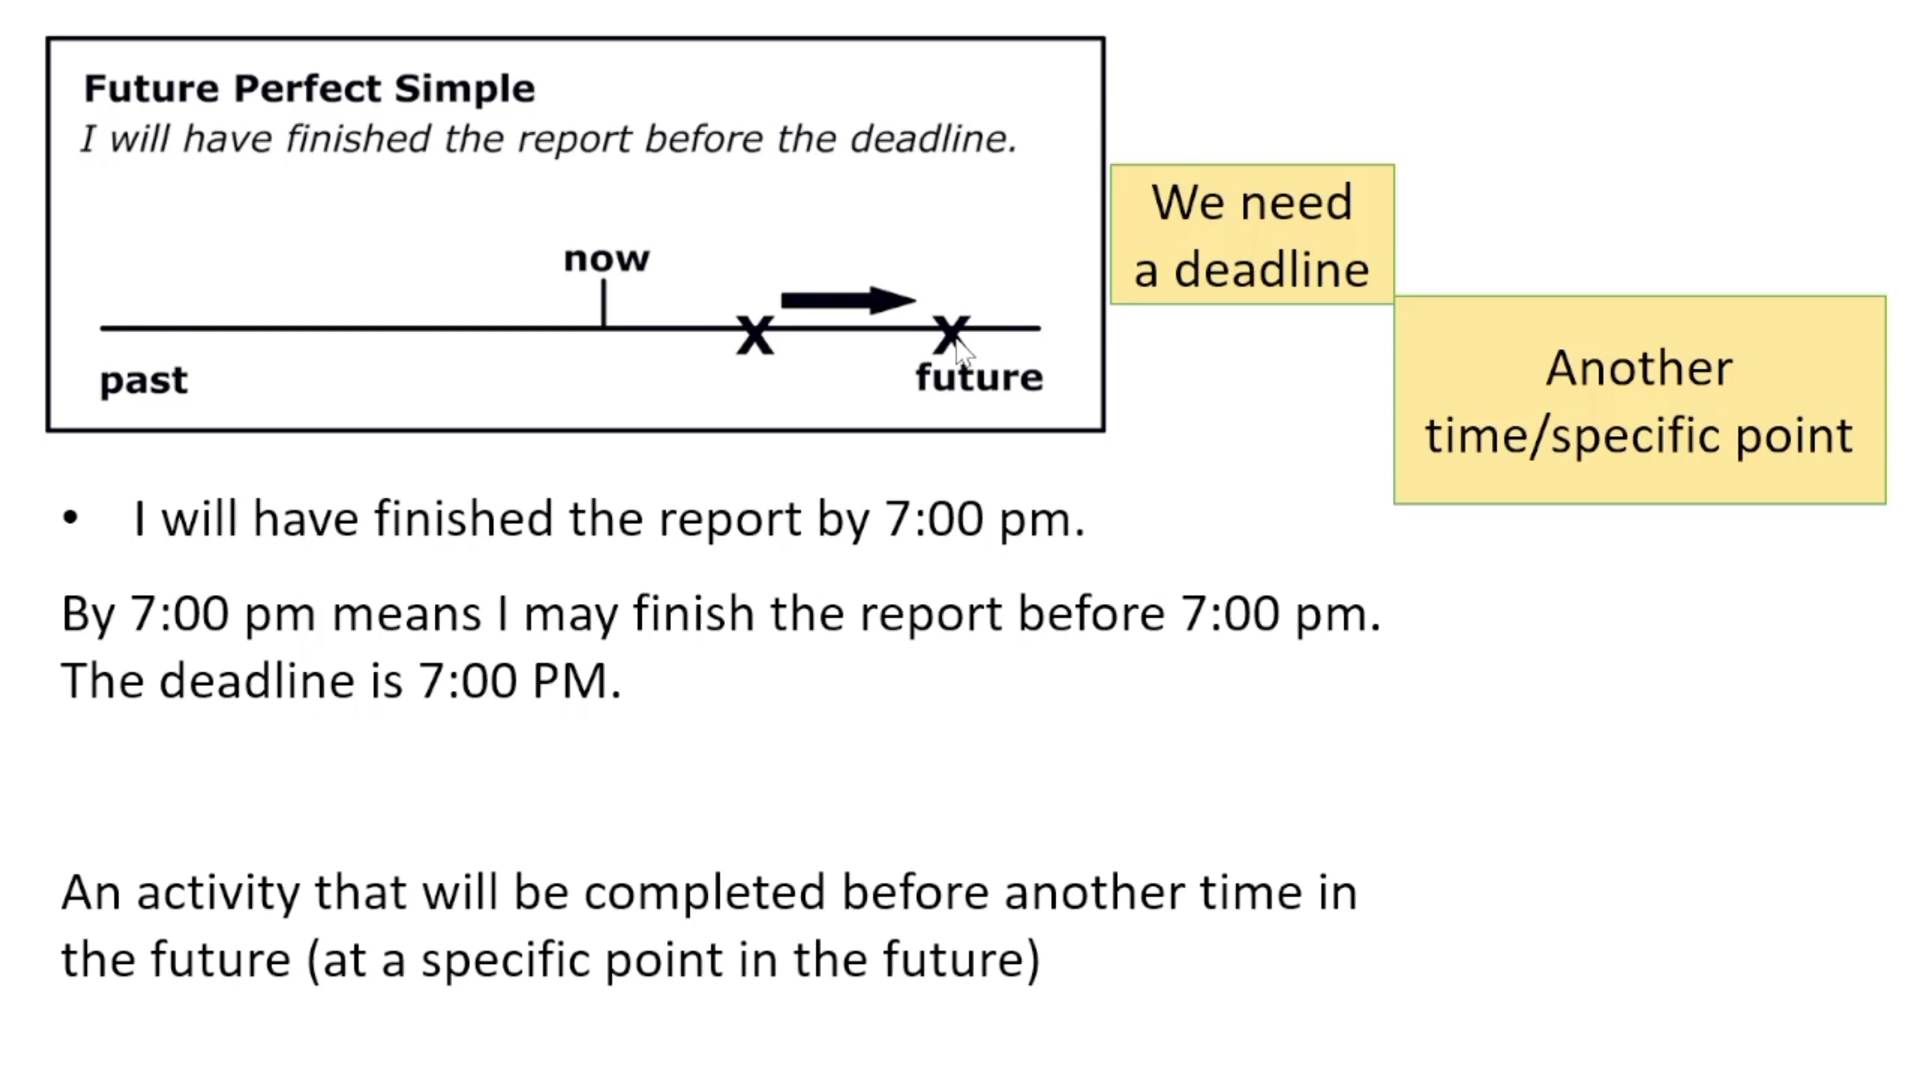 Future Perfect Simple
I will have finished the report before the deadline.
now
X
X
past
future
We need
a deadline
Another
time/specific point
• I will have finished the report by 7:00 pm.
By 7:00 pm means I may finish the report before 7:00 pm.
The deadline is 7:00 PM.
An activity that will be completed before another time in
the future (at a specific point in the future)